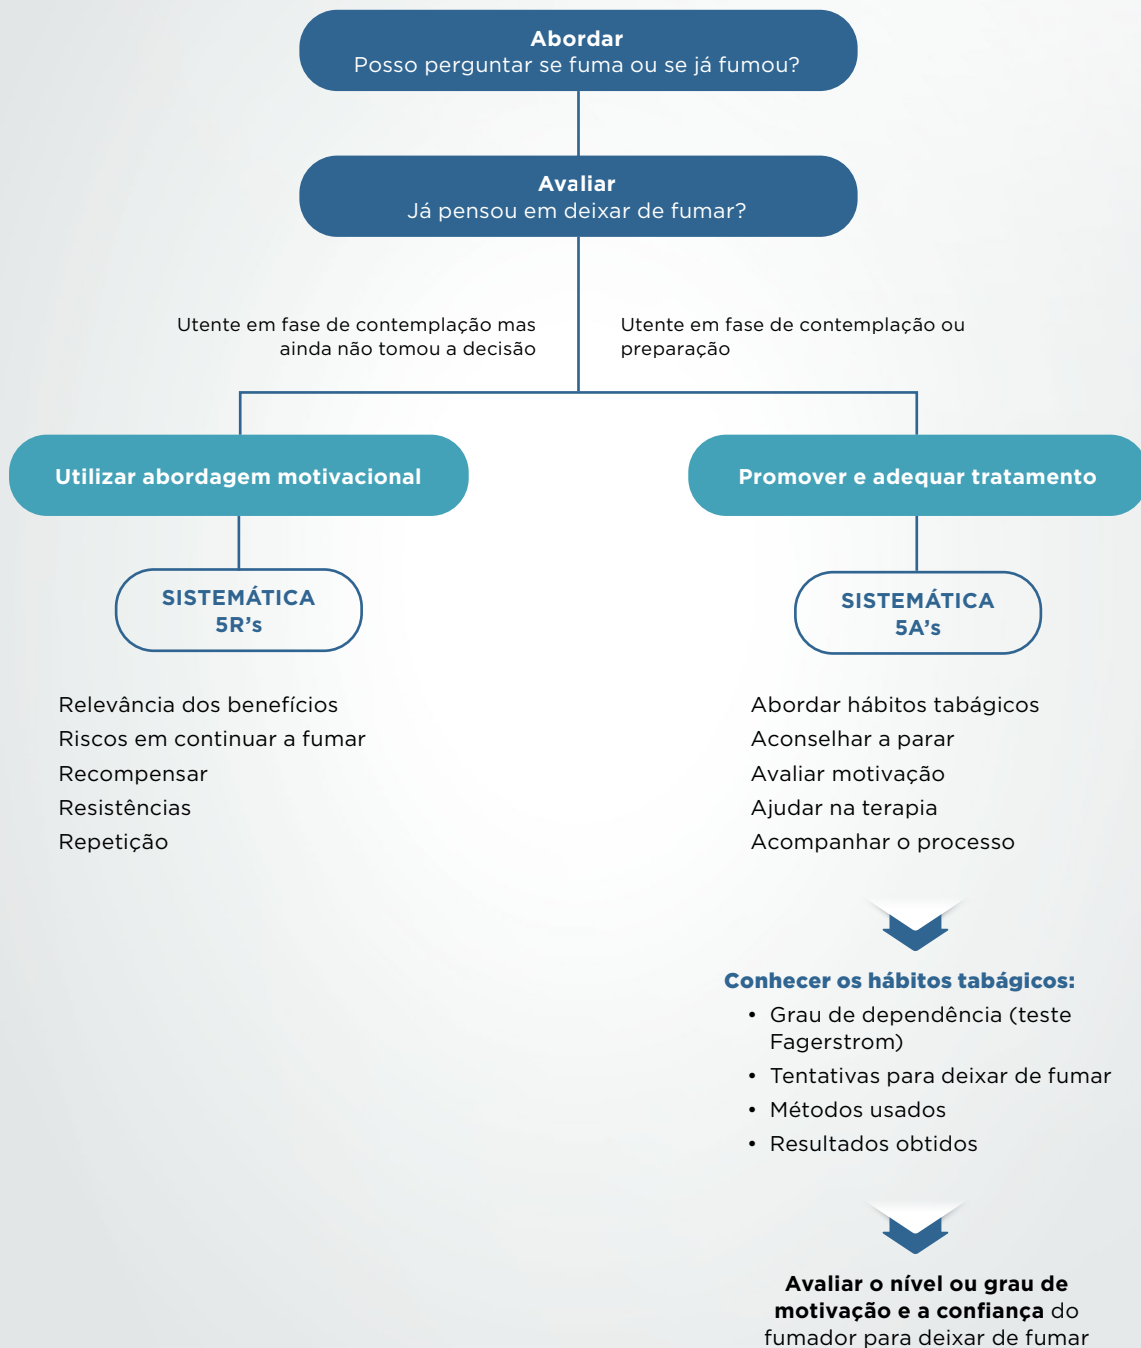 Abordar
Posso perguntar se fuma ou se já fumou?
Avaliar
Já pensou em deixar de fumar?
Utente em fase de contemplação mas
ainda não tomou a decisão
Utente em fase de contemplação ou
preparação
Utilizar abordagem motivacional
Promover e adequar tratamento
SISTEMÁTICA
5R's
SISTEMÁTICA
5A's
Relevância dos benefícios
Riscos em continuar a fumar
Recompensar
Resistências
Repetição
Abordar hábitos tabágicos
Aconselhar a parar
Avaliar motivação
Ajudar na terapia
Acompanhar o processo
Conhecer os hábitos tabágicos:
• Grau de dependência (teste
Fagerstrom)
• Tentativas para deixar de fumar
• Métodos usados
• Resultados obtidos
Avaliar o nível ou grau de
motivação e a confiança do
fumador para deixar de fumar